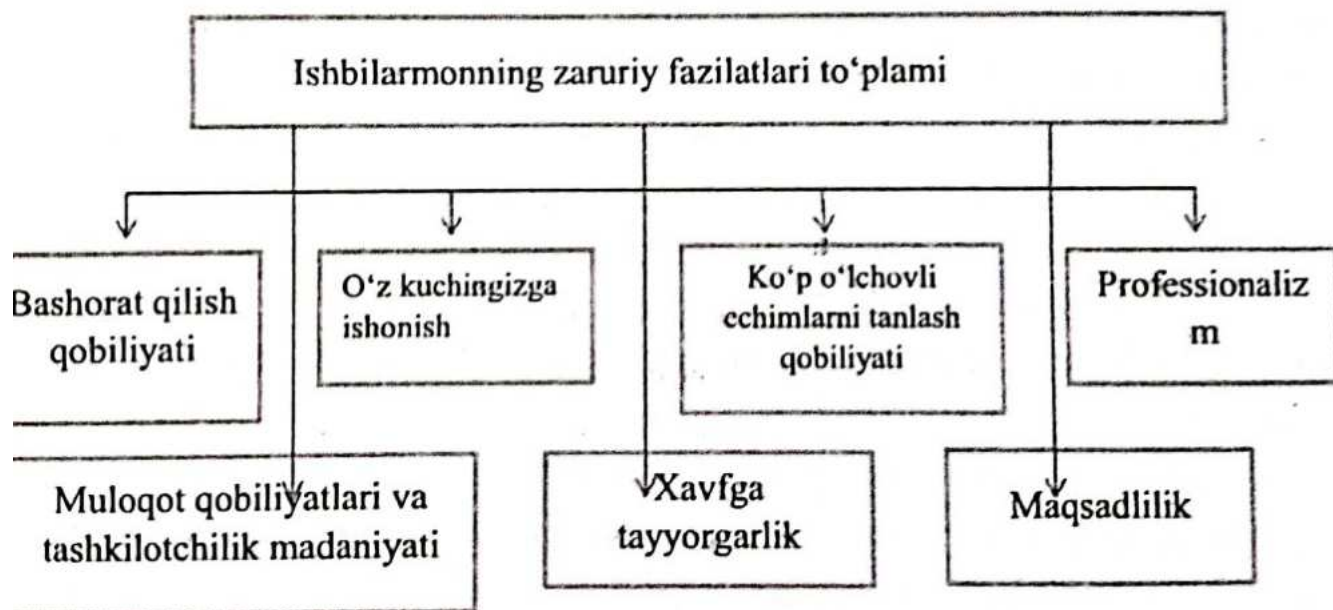 Ishbilarmonning zaruriy fazilatlari to‘plami
Bashorat qilish
qobiliyati
O‘z kuchingizga
ishonish
Ko‘p o‘lchovli
echimlarni tanlash
qobiliyati
Professionaliz
m
Muloqot qobiliyatlari va
tashkilotchilik madaniyati
Xavfga
tayyorgarlik
Maqsadlilik